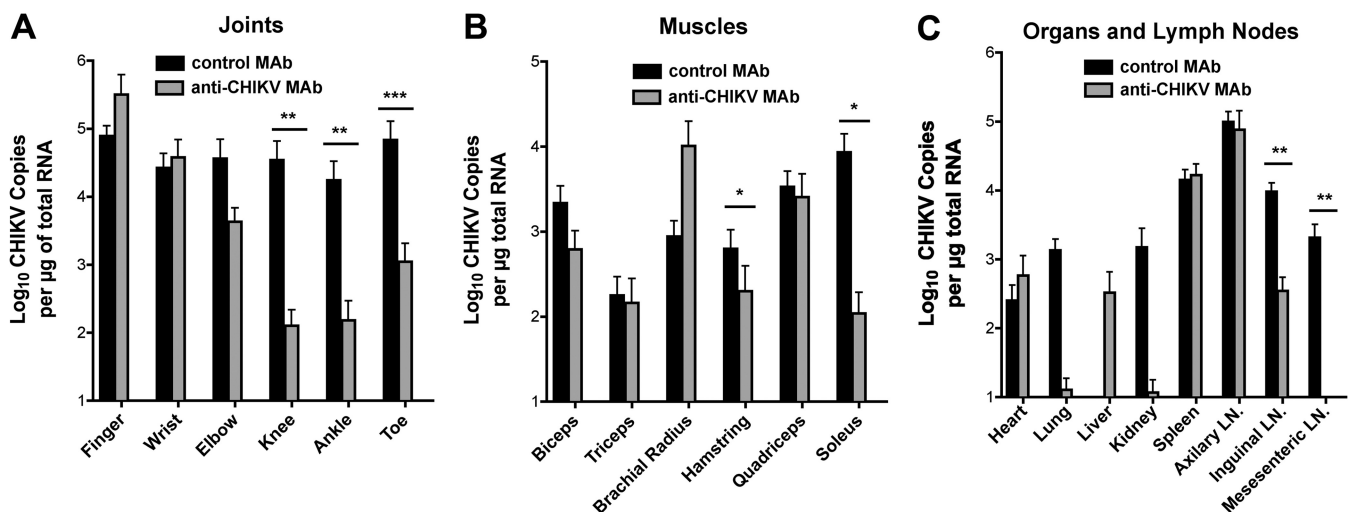 A
Joints
control MAb
anti-CHIKV MAb
Log10 CHIKV Copies
per µg of total RNA
6
5
4
3
2
1
**
**
***
Finger
Wrist
Elbow
Knee
Ankle
Toe
B
Muscles
control MAb
anti-CHIKV MAb
Log10 CHIKV Copies
per µg total RNA
5
4
3
2
1
*
*
Biceps
Triceps
Brachial Radius
Hamstring
Quadriceps
Soleus
C
Organs and Lymph Nodes
control MAb
anti-CHIKV MAb
Log10 CHIKV Copies
per µg total RNA
6
5
4
3
2
1
**
**
Heart
Lung
Liver
Kidney
Spleen
Axilary LN.
Inguinal LN.
Mesesenteric LN.